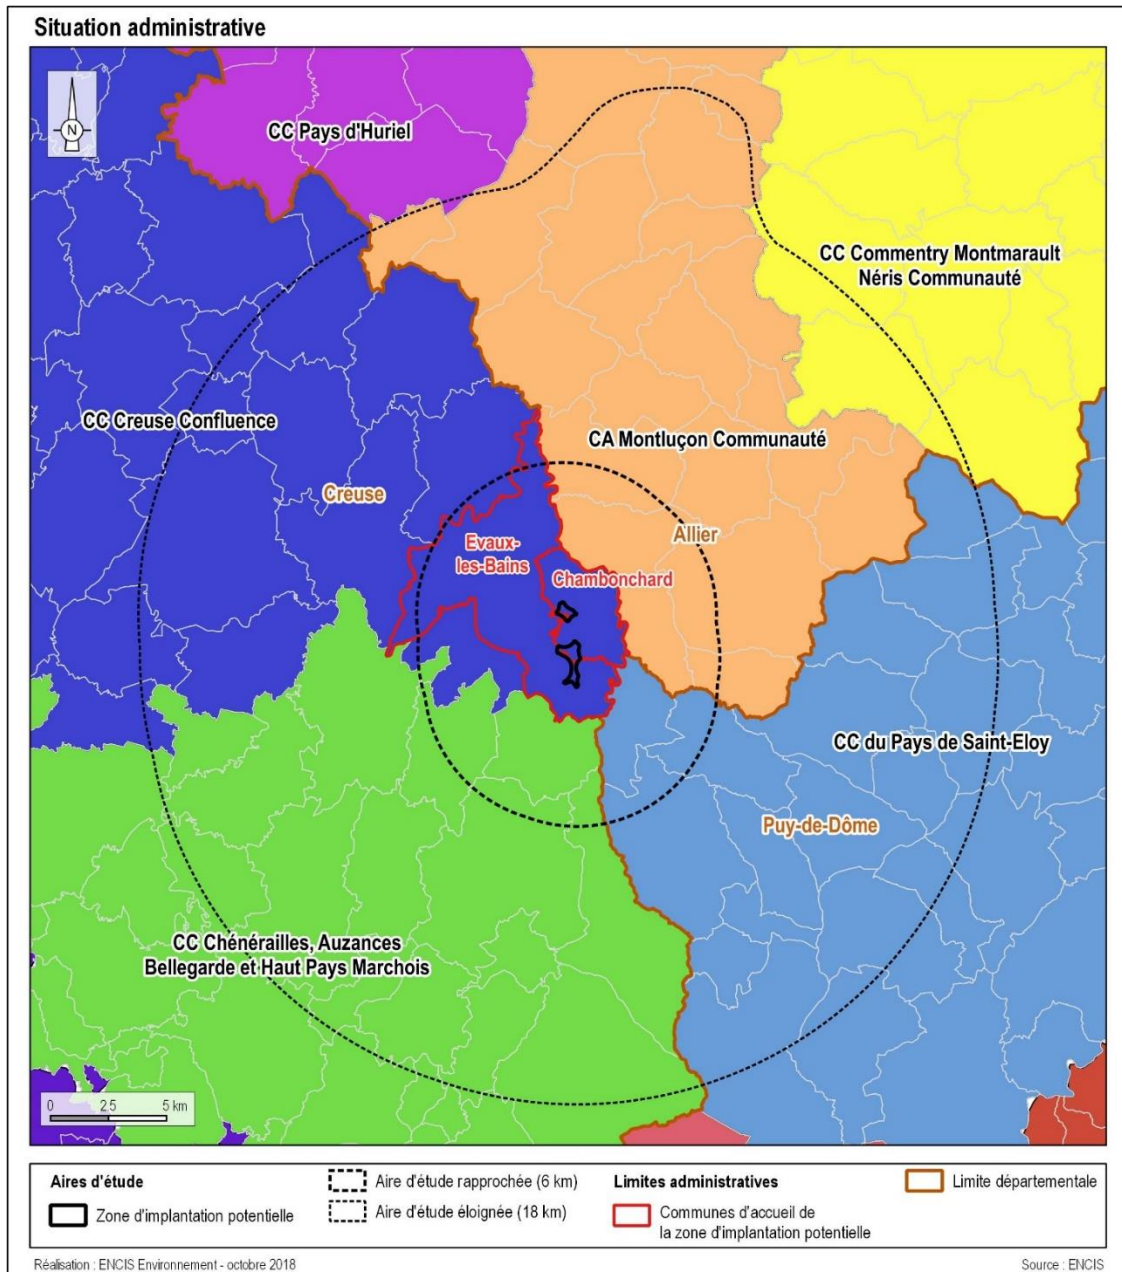 Situation administrative
N
CC Pays d'Huriel
CC Commentry Montmarault
Néris Communauté
CC Creuse Confluence
CA Montluçon Communauté
Creuse
Allier
Evaux-
les-Bains
Chambonchard
CC du Pays de Saint-Eloy
Puy-de-Dôme
CC Chénérailles, Auzances
Bellegarde et Haut Pays Marchois
0 2.5 5 km
Aires d'étude
Zone d'implantation potentielle
Aire d'étude rapprochée (6 km)
Aire d'étude éloignée (18 km)
Limites administratives
Communes d'accueil de
la zone d'implantation potentielle
Limite départementale
Réalisation : ENCIS Environnement - octobre 2018
Source : ENCIS